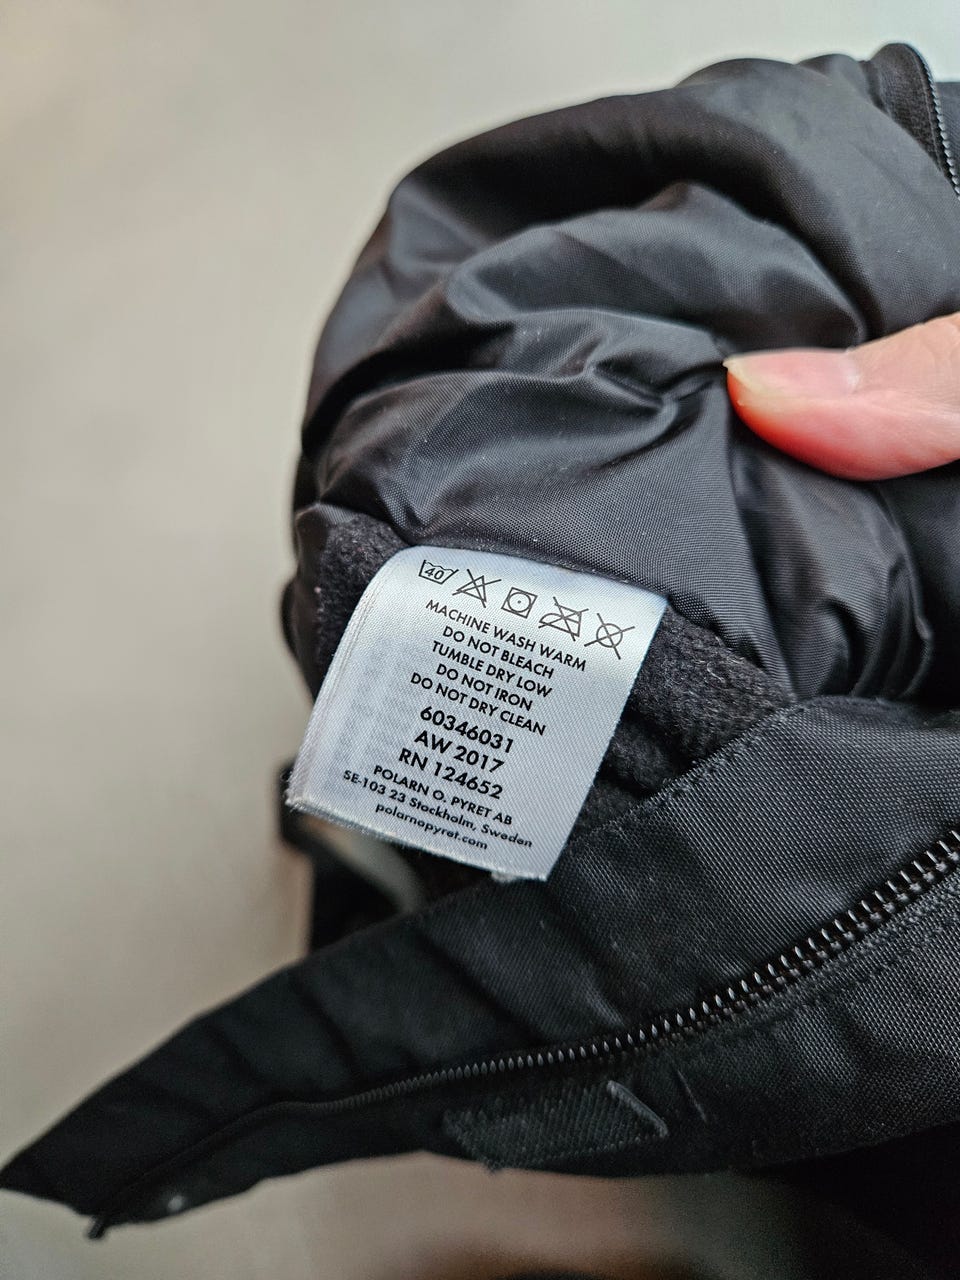 40
MACHINE WASH WARM
DO NOT BLEACH
TUMBLE DRY LOW
DO NOT IRON
DO NOT DRY CLEAN
60346031
AW 2017
RN 124652
POLARN O. PYRET AB
SE-103 23 Stockholm, Sweden
polarnopyret.com